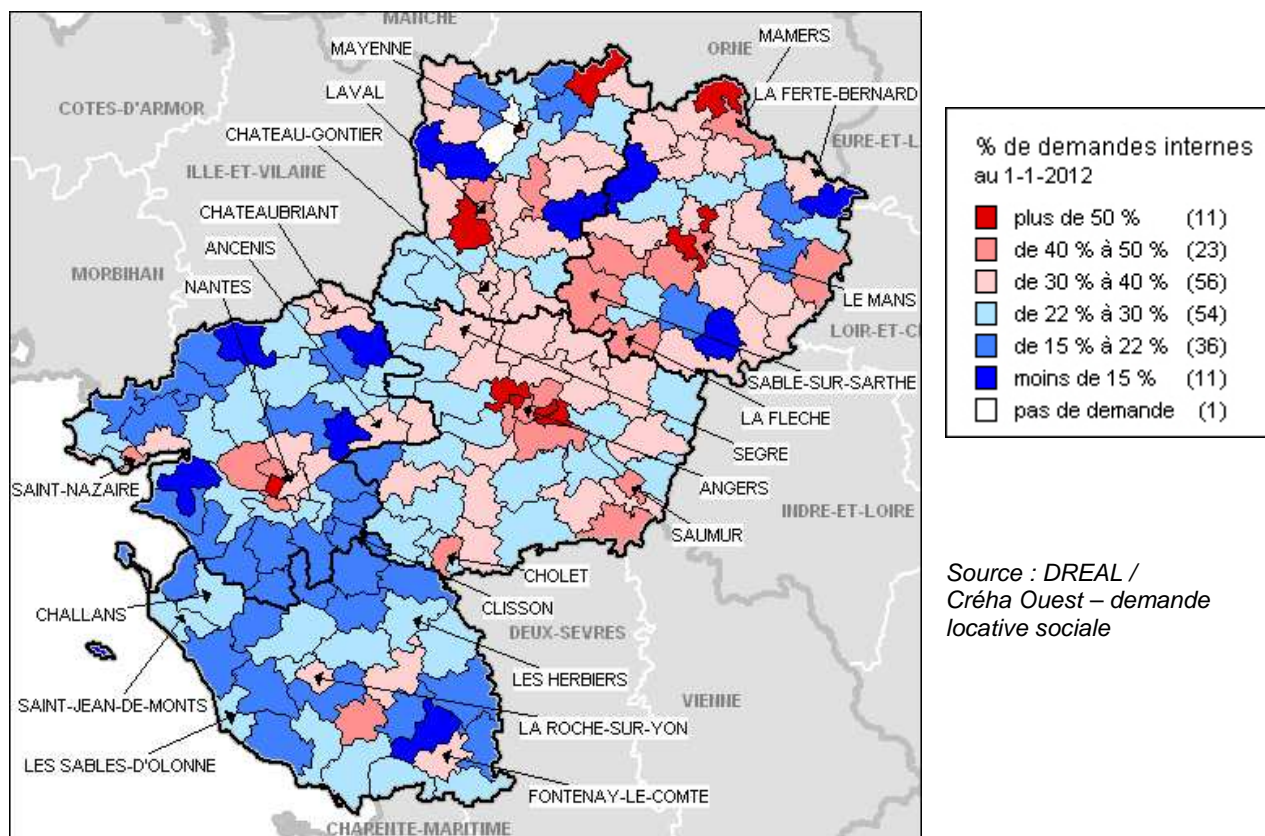 MANCHE
MAYENNE
ORNE
MAMERS
LAVAL
LA FERTE-BERNARD
COTES-D'ARMOR
CHATEAU-GONTIER
EURE-ET-L
ILLE-ET-VILAINE
CHATEAUBRIANT
ANCENIS
MORBIHAN
NANTES
LE MANS
LOIR-ET-C
SABLE-SUR-SARTHE
LA FLECHE
SEGRE
SAINT-NAZAIRE
ANGERS
INDRE-ET-LOIRE
SAUMUR
CHOLET
CHALLANS
CLISSON
DEUX-SEVRES
LES HERBIERS
SAINT-JEAN-DE-MONTS
VIENNE
LA ROCHE-SUR-YON
LES SABLES-D'OLONNE
FONTENAY-LE-COMTE
CHARENTE-MARITIME
% de demandes internes
au 1-1-2012
plus de 50 % (11)
de 40 % à 50 % (23)
de 30 % à 40 % (56)
de 22 % à 30 % (54)
de 15 % à 22 % (36)
moins de 15 % (11)
pas de demande (1)
Source : DREAL /
Créha Ouest – demande
locative sociale